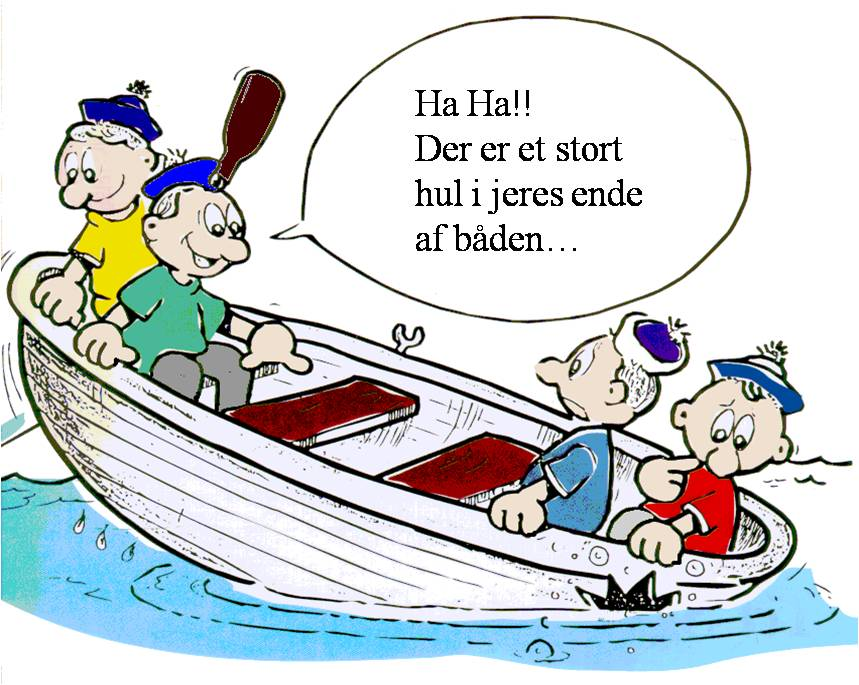 Ha Ha!!
Der er et stort
hul i jeres ende
af båden...